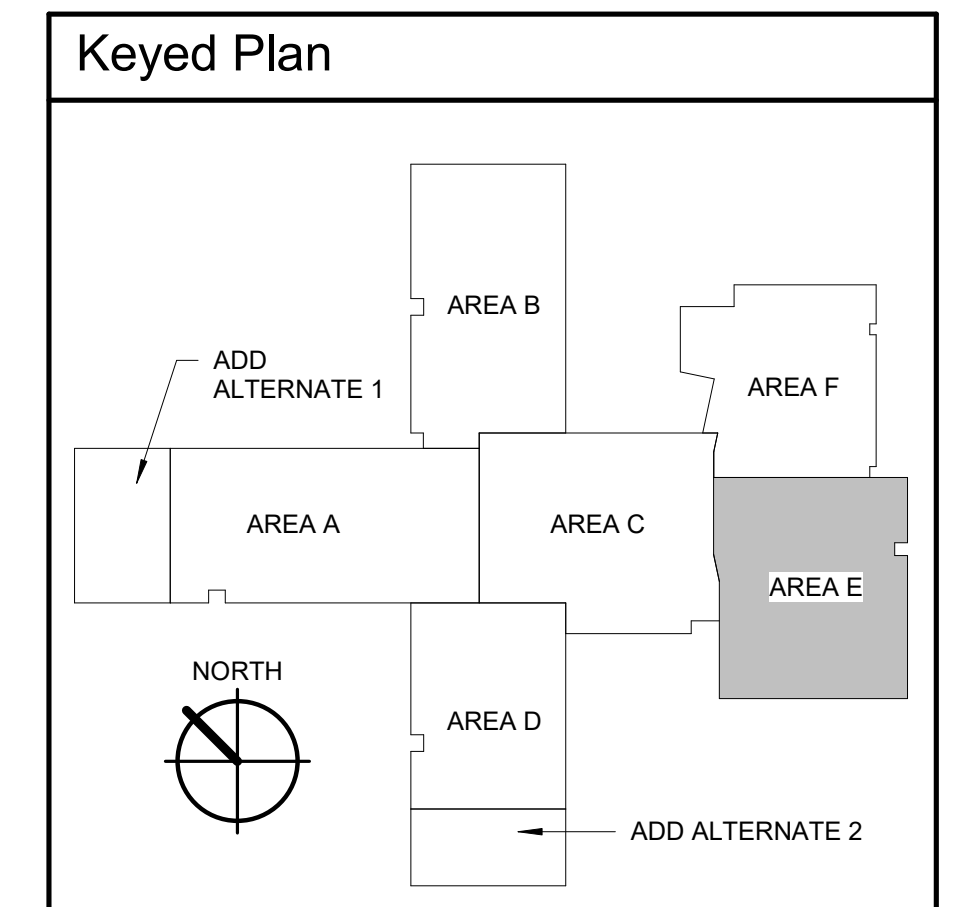 Keyed Plan
AREA B
ADD
ALTERNATE 1
AREA F
AREA A
AREA C
AREA E
NORTH
AREA D
ADD ALTERNATE 2